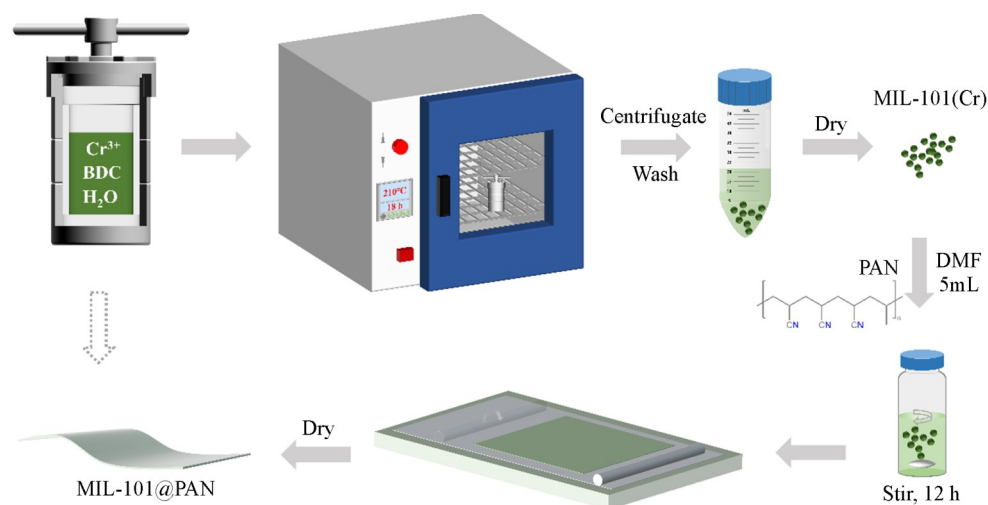 Cr³⁺
BDC
H₂O
210°C
18 h
Centrifugate
Wash
mL
Dry
MIL-101(Cr)
PAN
DMF
5mL
n
CN CN CN
Stir, 12 h
Dry
MIL-101@PAN